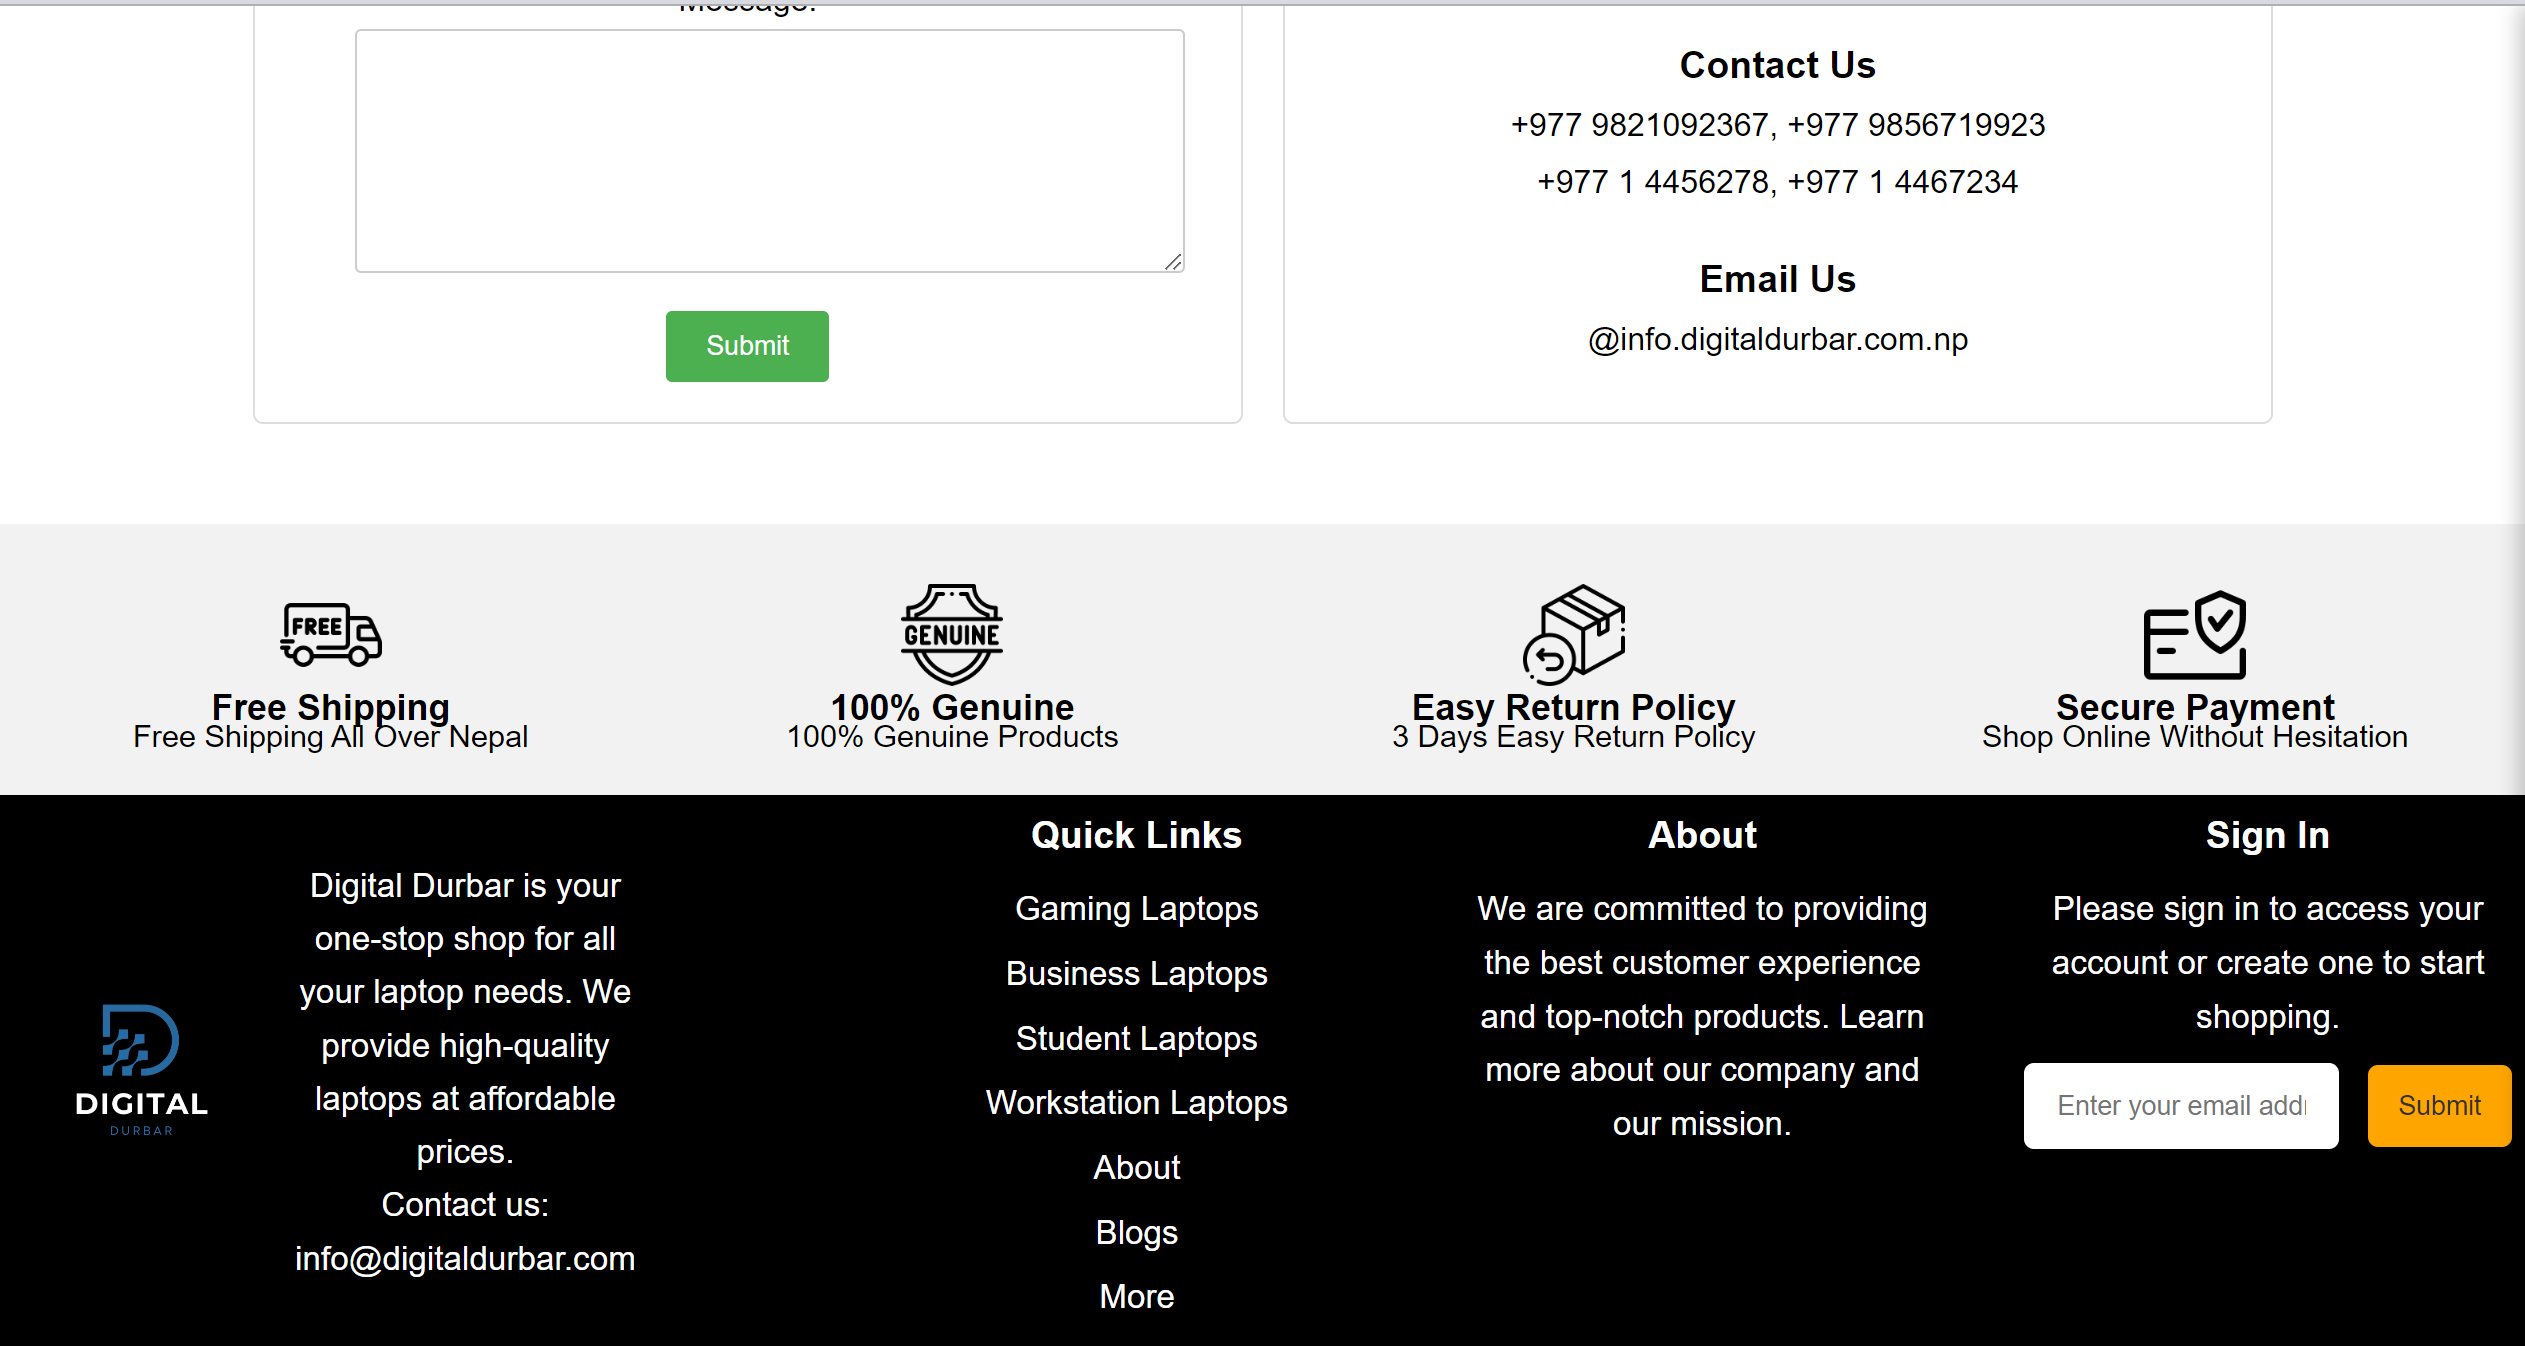 Message:
Submit
Contact Us
+977 9821092367, +977 9856719923
+977 1 4456278, +977 1 4467234
Email Us
@info.digitaldurbar.com.np
FREE
Free Shipping
Free Shipping All Over Nepal
GENUINE
100% Genuine
100% Genuine Products
Easy Return Policy
3 Days Easy Return Policy
Secure Payment
Shop Online Without Hesitation
DIGITAL
DURBAR
Digital Durbar is your
one-stop shop for all
your laptop needs. We
provide high-quality
laptops at affordable
prices.
Contact us:
info@digitaldurbar.com
Quick Links
Gaming Laptops
Business Laptops
Student Laptops
Workstation Laptops
About
Blogs
More
About
We are committed to providing
the best customer experience
and top-notch products. Learn
more about our company and
our mission.
Sign In
Please sign in to access your
account or create one to start
shopping.
Enter your email add
Submit